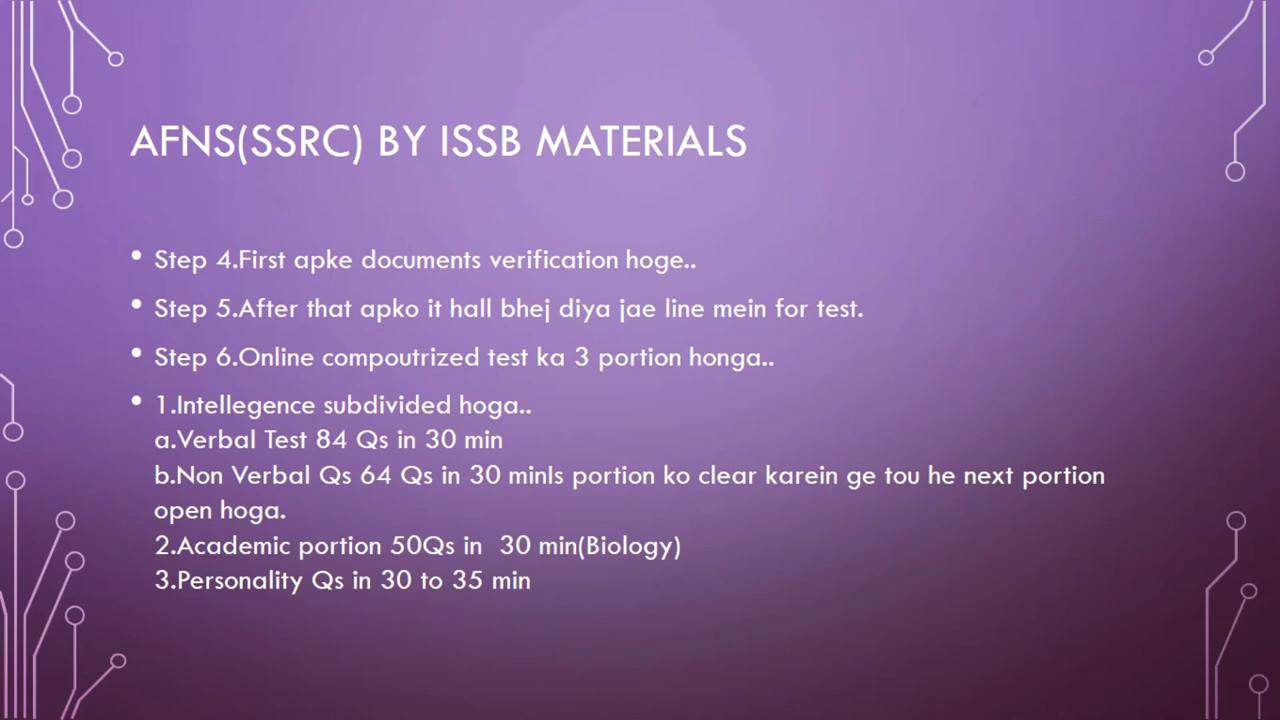 AFNS(SSRC) BY ISSB MATERIALS
• Step 4.First apke documents verification hoge..
• Step 5.After that apko it hall bhej diya jae line mein for test.
• Step 6.Online compoutrized test ka 3 portion honga..
• 1.Intellegence subdivided hoga..
a.Verbal Test 84 Qs in 30 min
b.Non Verbal Qs 64 Qs in 30 minIs portion ko clear karein ge tou he next portion
open hoga.
2.Academic portion 50Qs in  30 min(Biology)
3.Personality Qs in 30 to 35 min